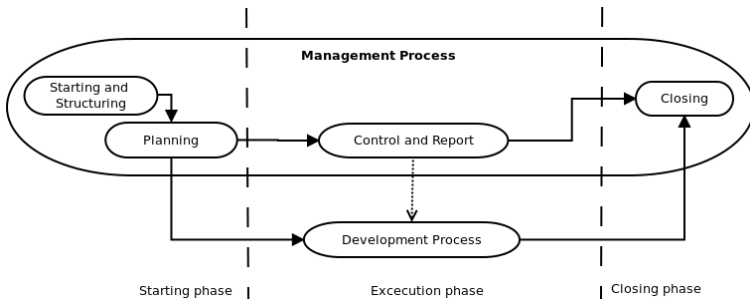 Management Process
Starting and
Structuring
Closing
Planning
Control and Report
Development Process
Starting phase
Excecution phase
Closing phase